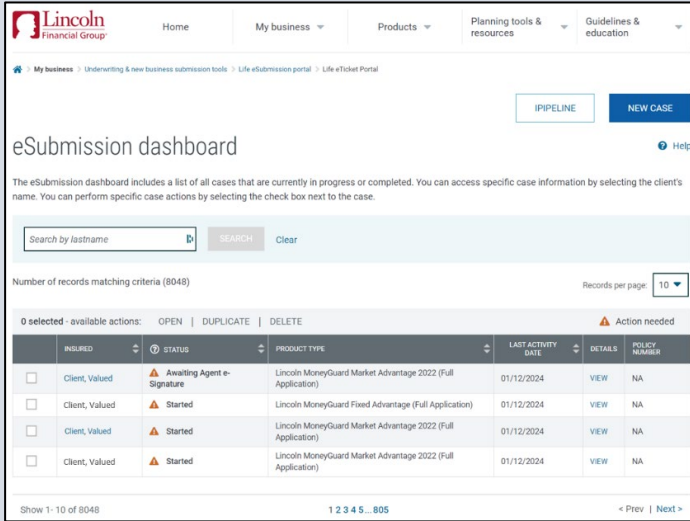 Lincoln
Financial Group®
Home
My business
Products
Planning tools &
resources
Guidelines &
education
> My business > Underwriting & new business submission tools > Life eSubmission portal > Life eTicket Portal
IPIPELINE
NEW CASE
eSubmission dashboard
Help
The eSubmission dashboard includes a list of all cases that are currently in progress or completed. You can access specific case information by selecting the client's
name. You can perform specific case actions by selecting the check box next to the case.
Search by lastname
SEARCH
Clear
Number of records matching criteria (8048)
Records per page: 10
0 selected - available actions: OPEN | DUPLICATE | DELETE
Action needed
INSURED
STATUS
PRODUCT TYPE
LAST ACTIVITY
DATE
DETAILS
POLICY
NUMBER
Client, Valued
Awaiting Agent e-
Signature
Lincoln MoneyGuard Market Advantage 2022 (Full
Application)
01/12/2024
VIEW
NA
Client, Valued
Started
Lincoln MoneyGuard Fixed Advantage (Full Application)
01/12/2024
VIEW
NA
Client, Valued
Started
Lincoln MoneyGuard Market Advantage 2022 (Full
Application)
01/12/2024
VIEW
NA
Client, Valued
Started
Lincoln MoneyGuard Market Advantage 2022 (Full
Application)
01/12/2024
VIEW
NA
Show 1- 10 of 8048
1 2 3 4 5 ... 805
< Prev | Next >